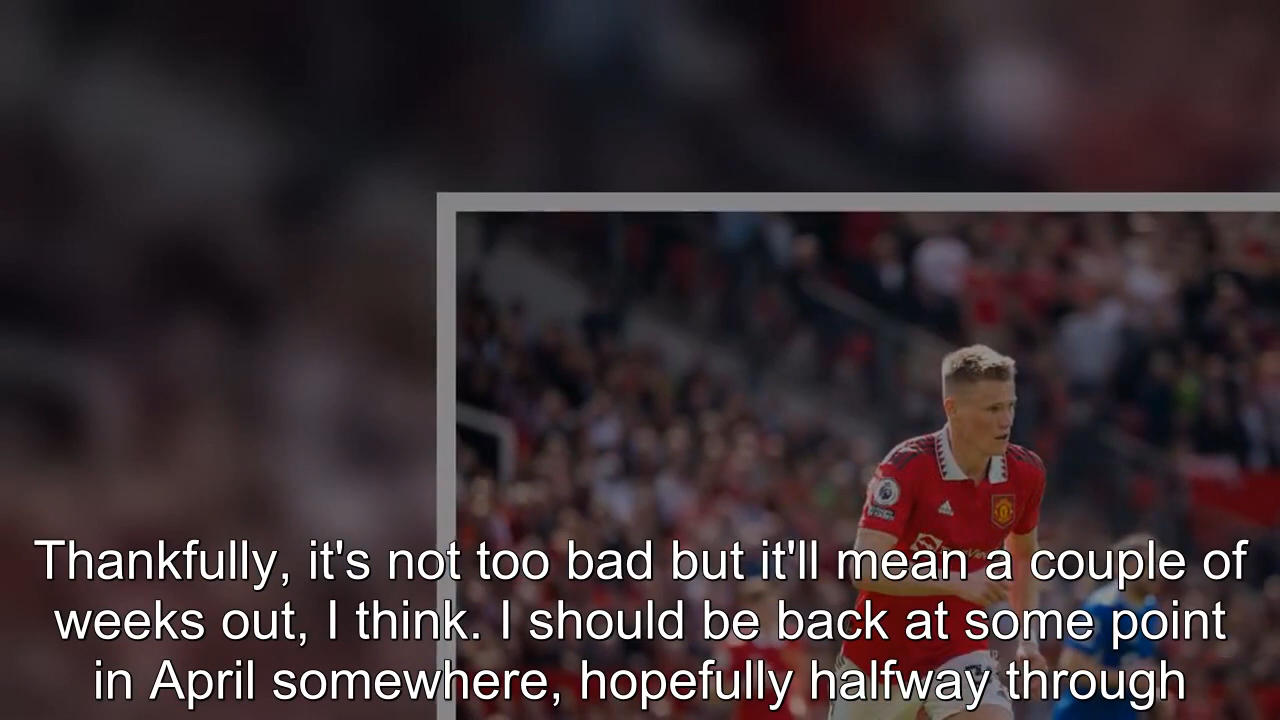 Thankfully, it's not too bad but it'll mean a couple of
weeks out, I think. I should be back at some point
in April somewhere, hopefully halfway through